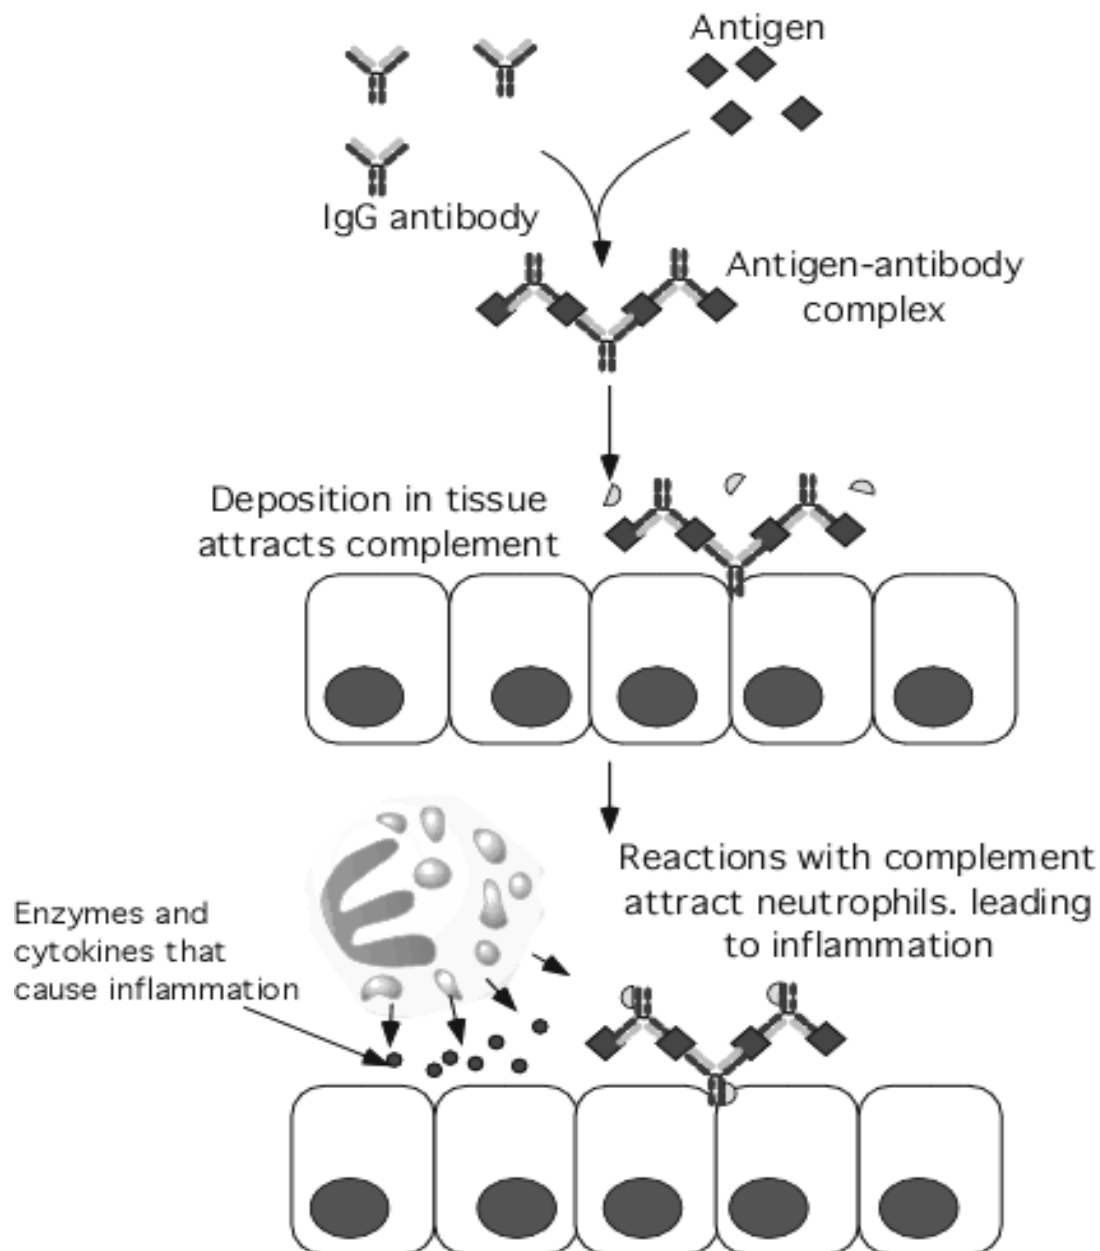 Antigen
IgG antibody
Antigen-antibody
complex
Deposition in tissue
attracts complement
Reactions with complement
attract neutrophils. leading
to inflammation
Enzymes and
cytokines that
cause inflammation